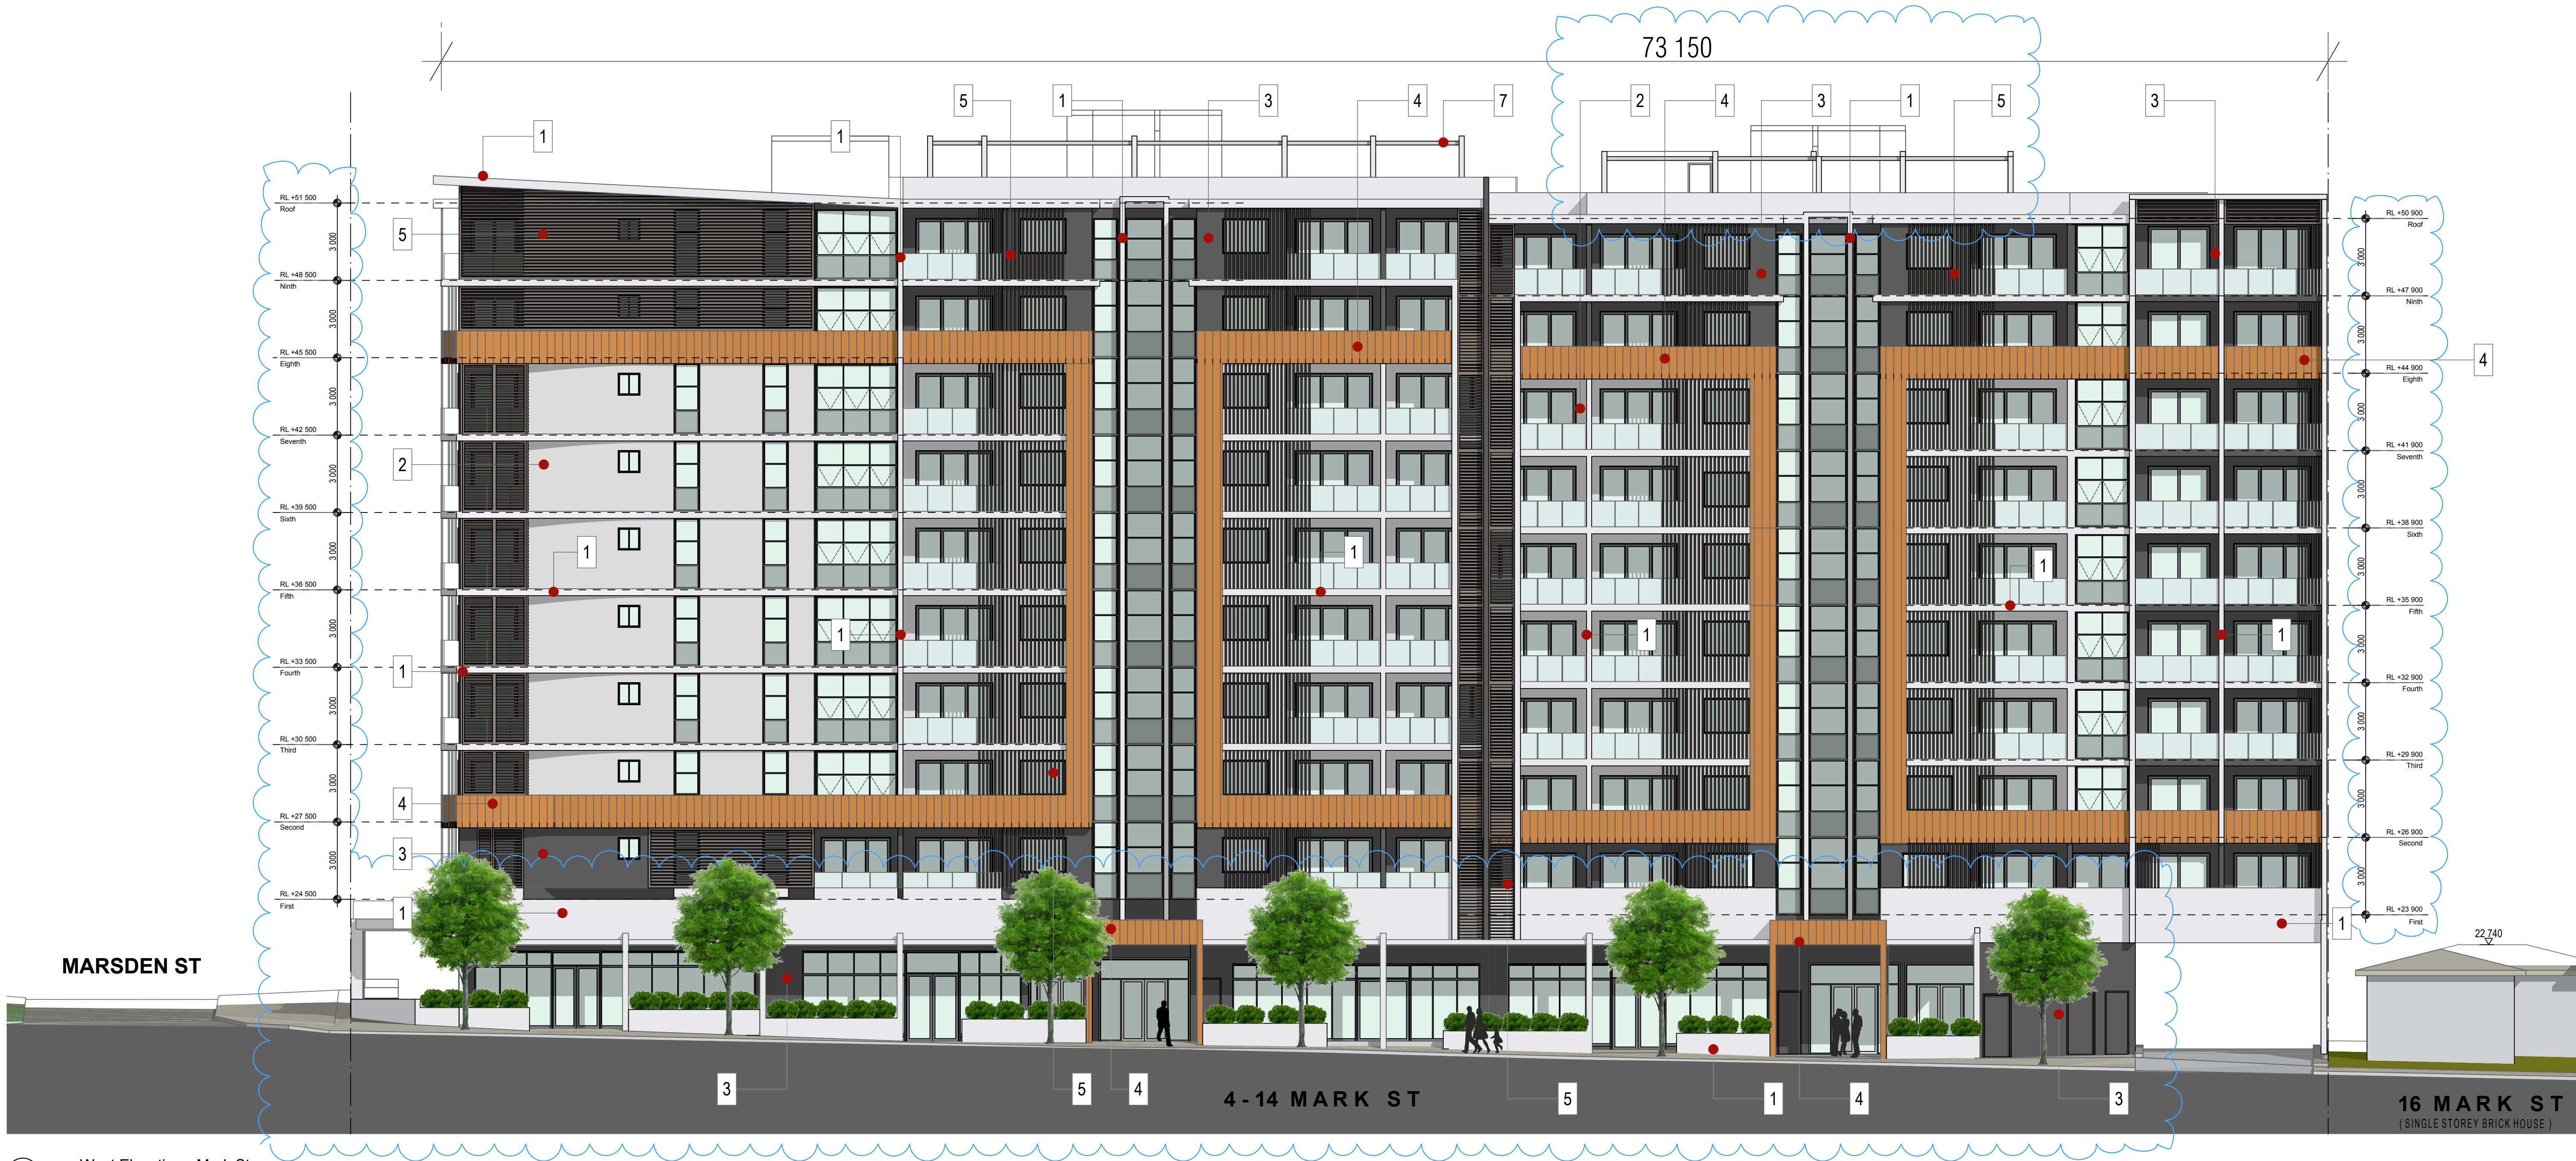 73 150
5
1
3
4
7
2
4
3
1
5
3
1
1
RL +51 500
Roof
3 000
RL +48 500
Ninth
3 000
RL +45 500
Eighth
3 000
RL +42 500
Seventh
3 000
RL +39 500
Sixth
3 000
RL +36 500
Fifth
3 000
RL +33 500
Fourth
3 000
RL +30 500
Third
3 000
RL +27 500
Second
3 000
RL +24 500
First
5
2
1
1
1
1
1
1
1
4
3
1
4
1
RL +50 900
Roof
3 000
RL +47 900
Ninth
3 000
RL +44 900
Eighth
3 000
RL +41 900
Seventh
3 000
RL +38 900
Sixth
3 000
RL +35 900
Fifth
3 000
RL +32 900
Fourth
3 000
RL +29 900
Third
3 000
RL +26 900
Second
3 000
RL +23 900
First
22 740
MARSDEN ST
3
5
4
4 - 14 MARK ST
5
1
4
3
16 MARK ST
( SINGLE STOREY BRICK HOUSE )